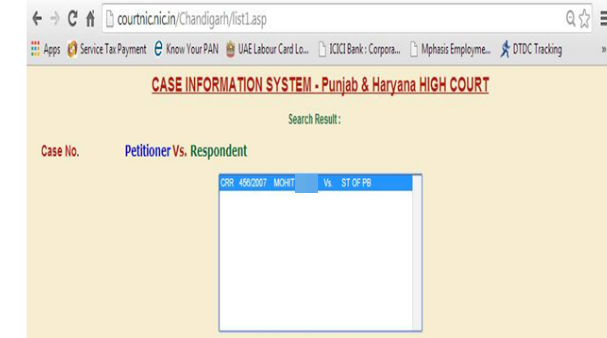 courtnic.nic.in/Chandigarh/list1.asp
Apps Service Tax Payment Know Your PAN UAE Labour Card Lo... ICICI Bank : Corpora... Mphasis Employme... DTDC Tracking »
CASE INFORMATION SYSTEM - Punjab & Haryana HIGH COURT
Search Result :
Case No. Petitioner Vs. Respondent
CRR 456/2007 MOHIT Vs. ST OF PB